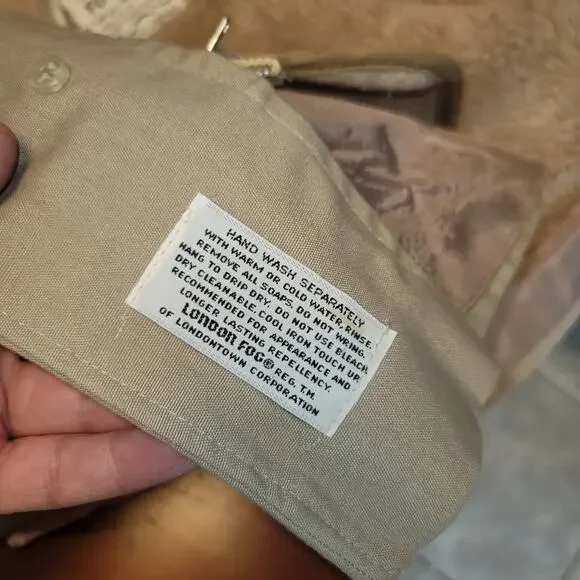 HAND WASH SEPARATELY
WITH WARM OR COLD WATER, RINSE.
REMOVE ALL SOAPS. DO NOT WRING.
HANG TO DRIP DRY. DO NOT USE BLEACH
DRY CLEANABLE. COOL IRON TOUCH UP
RECOMMENDED FOR APPEARANCE AND
LONGER LASTING REPELLENCY.
LONDON FOG® REG. T.M.
OF LONDONTOWN CORPORATION